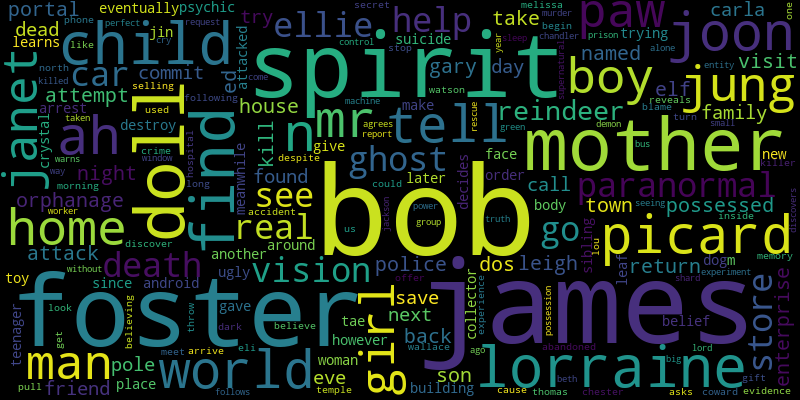 portal eventually psychic
dead learns jin
child
car commit
attempt ed attacked
janet
ah doll find
crystals arrest destroy
warns crime window
orphanage night
way morning worker
home discover hospital
attack death
toy without since android
believing long
foster
teenager look get gave throw dark
man world
pole place meet arrive
friend pull
try ellie help
suicide trying
gary day
spirit
house n mr tell
kill give
meanwhile used selling following
ghost
found see later
real despite
accident around
another us could
bob
vision police
ugly tae girl save
believe however next back
eli woman eve temple
follows building son
phone secret request melissa murder
like perfect cry stop year sleep begin
control watson machine agrees report
rescue green
take named carla
paw joon
visit prison chandler entity reveals blame alone one
elf boy jung
reindeer family
supernatural turn small killer
face order mother new
demon bus
decides call body paranormal
go town possessed
seeing inside discovers
jackson power group truth
picard
dos leigh sibling lou leaf dog m
return memory
offer shard experiment
collector experience possession belief
james
store enterprise
wallace ago abandoned lord big
lorraine
cause beth thomas chester gift asks coward evidence